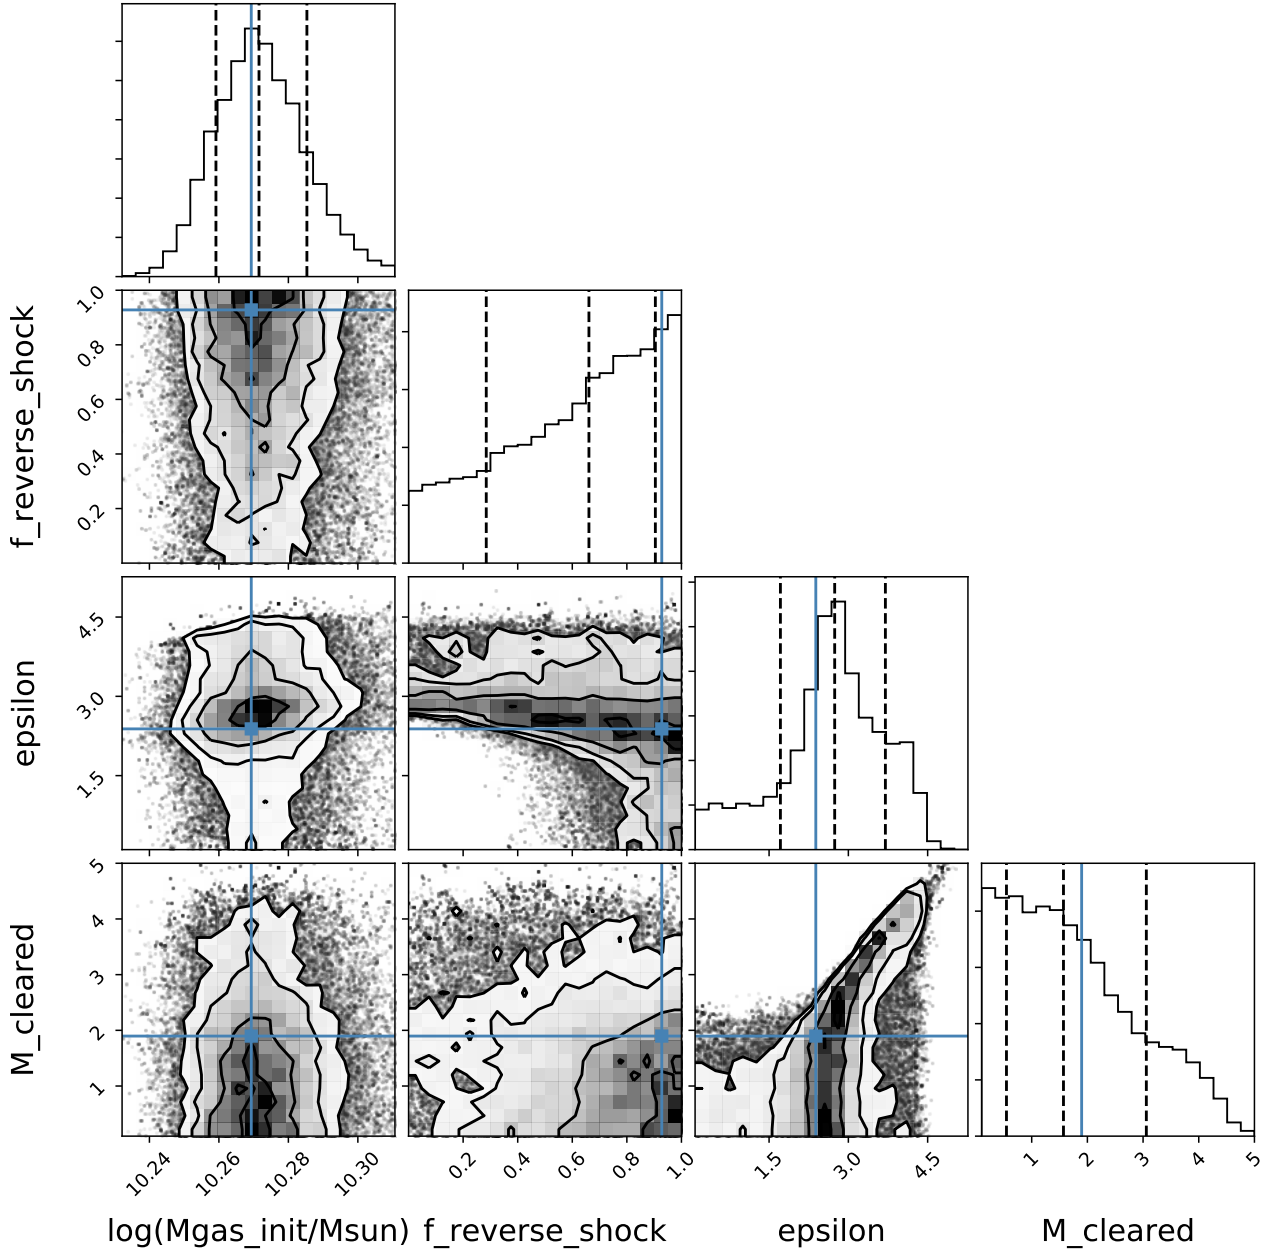 f_reverse_shock
1.0
0.8
0.6
0.4
0.2
epsilon
4.5
3.0
1.5
M_cleared
5
4
3
2
1
10.24 10.26 10.28 10.30 0.2 0.4 0.6 0.8 1.0 1.5 3.0 4.5 1 2 3 4 5
log(Mgas_init/Msun) f_reverse_shock epsilon M_cleared